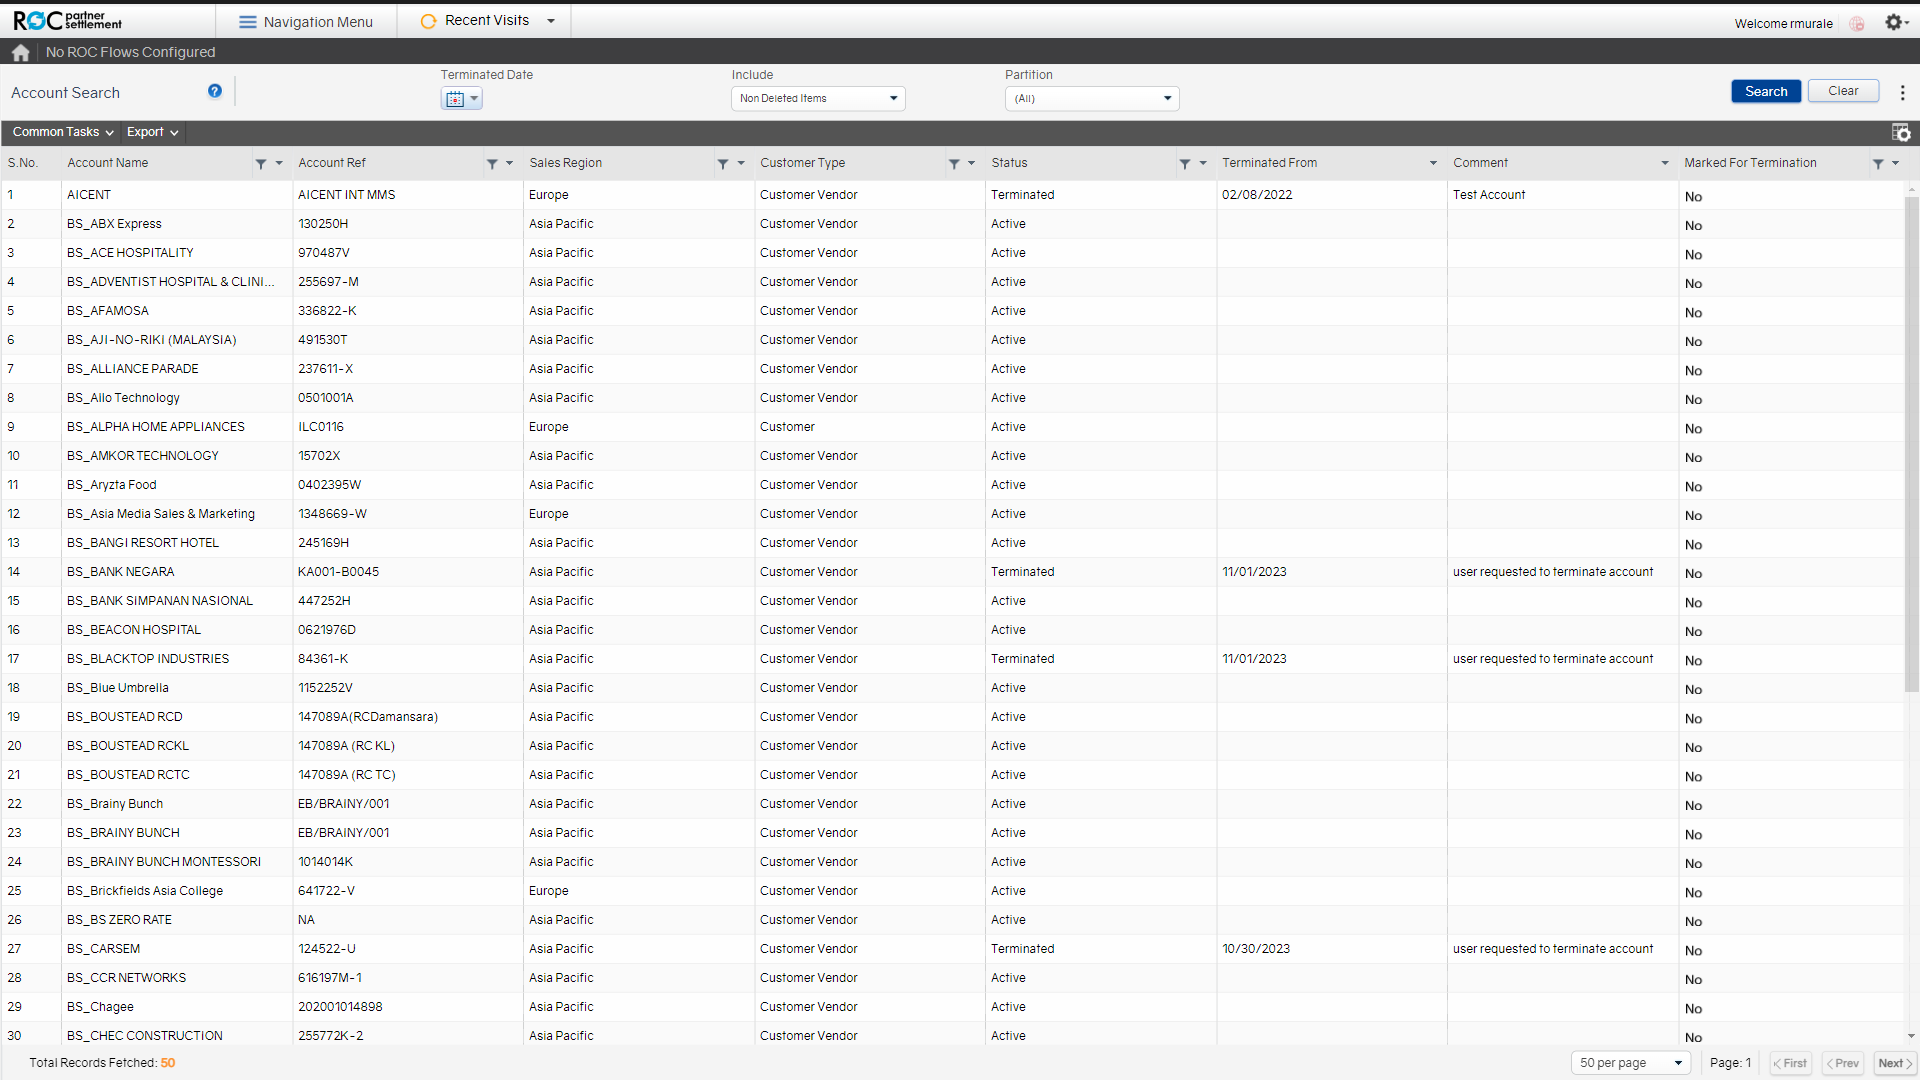 ROC partner settlement Navigation Menu Recent Visits Welcome rmurale
No ROC Flows Configured
Account Search ? Terminated Date Include Non Deleted Items Partition (All) Search Clear
Common Tasks Export
S.No. Account Name Account Ref Sales Region Customer Type Status Terminated From Comment Marked For Termination
1 AICENT AICENT INT MMS Europe Customer Vendor Terminated 02/08/2022 Test Account No
2 BS_ABX Express 130250H Asia Pacific Customer Vendor Active No
3 BS_ACE HOSPITALITY 970487V Asia Pacific Customer Vendor Active No
4 BS_ADVENTIST HOSPITAL & CLINI... 255697-M Asia Pacific Customer Vendor Active No
5 BS_AFAMOSA 336822-K Asia Pacific Customer Vendor Active No
6 BS_AJI-NO-RIKI (MALAYSIA) 491530T Asia Pacific Customer Vendor Active No
7 BS_ALLIANCE PARADE 237611-X Asia Pacific Customer Vendor Active No
8 BS_Allo Technology 0501001A Asia Pacific Customer Vendor Active No
9 BS_ALPHA HOME APPLIANCES ILC0116 Europe Customer Active No
10 BS_AMKOR TECHNOLOGY 15702X Asia Pacific Customer Vendor Active No
11 BS_Aryzta Food 0402395W Asia Pacific Customer Vendor Active No
12 BS_Asia Media Sales & Marketing 1348669-W Europe Customer Vendor Active No
13 BS_BANGI RESORT HOTEL 245169H Asia Pacific Customer Vendor Active No
14 BS_BANK NEGARA KA001-B0045 Asia Pacific Customer Vendor Terminated 11/01/2023 user requested to terminate account No
15 BS_BANK SIMPANAN NASIONAL 447252H Asia Pacific Customer Vendor Active No
16 BS_BEACON HOSPITAL 0621976D Asia Pacific Customer Vendor Active No
17 BS_BLACKTOP INDUSTRIES 84361-K Asia Pacific Customer Vendor Terminated 11/01/2023 user requested to terminate account No
18 BS_Blue Umbrella 1152252V Asia Pacific Customer Vendor Active No
19 BS_BOUSTEAD RCD 147089A(RCDamansara) Asia Pacific Customer Vendor Active No
20 BS_BOUSTEAD RCKL 147089A (RC KL) Asia Pacific Customer Vendor Active No
21 BS_BOUSTEAD RCTC 147089A (RC TC) Asia Pacific Customer Vendor Active No
22 BS_Brainy Bunch EB/BRAiNY/001 Asia Pacific Customer Vendor Active No
23 BS_BRAINY BUNCH EB/BRAiNY/001 Asia Pacific Customer Vendor Active No
24 BS_BRAINY BUNCH MONTESSORI 1014014K Asia Pacific Customer Vendor Active No
25 BS_Brickfields Asia College 641722-V Europe Customer Vendor Active No
26 BS_BS ZERO RATE NA Asia Pacific Customer Vendor Active No
27 BS_CARSEM 124522-U Asia Pacific Customer Vendor Terminated 10/30/2023 user requested to terminate account No
28 BS_CCR NETWORKS 616197M-1 Asia Pacific Customer Vendor Active No
29 BS_Chagee 202001014898 Asia Pacific Customer Vendor Active No
30 BS_CHEC CONSTRUCTION 255772K-2 Asia Pacific Customer Vendor Active No
Total Records Fetched: 50 50 per page Page: 1 First Prev Next